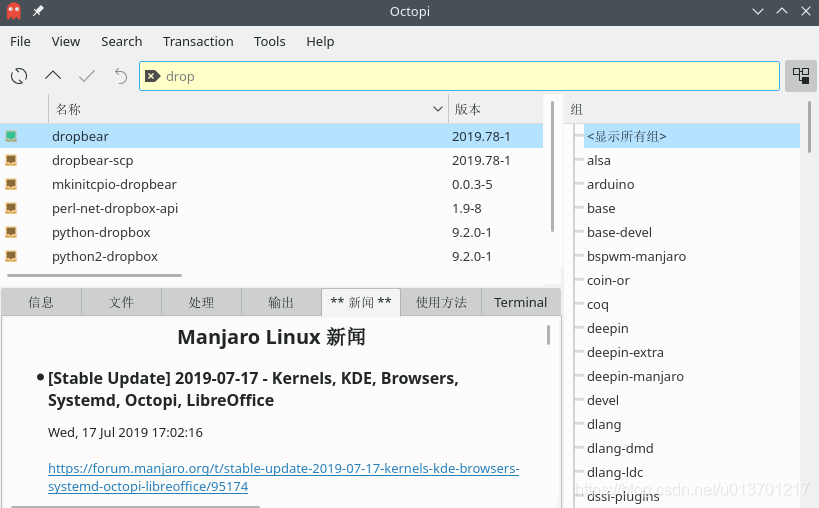 Octopi
File View Search Transaction Tools Help
drop
名称 版本
dropbear 2019.78-1
dropbear-scp 2019.78-1
mkinitcpio-dropbear 0.0.3-5
perl-net-dropbox-api 1.9-8
python-dropbox 9.2.0-1
python2-dropbox 9.2.0-1
信息 文件 处理 输出 ** 新闻 ** 使用方法 Terminal
Manjaro Linux 新闻
[Stable Update] 2019-07-17 - Kernels, KDE, Browsers,
Systemd, Octopi, LibreOffice
Wed, 17 Jul 2019 17:02:16
https://forum.manjaro.org/t/stable-update-2019-07-17-kernels-kde-browsers-
systemd-octopi-libreoffice/95174
组
<显示所有组>
alsa
arduino
base
base-devel
bspwm-manjaro
coin-or
coq
deepin
deepin-extra
deepin-manjaro
devel
dlang
dlang-dmd
dlang-ldc
dssi-plugins
https://blog.csdn.net/u013701217